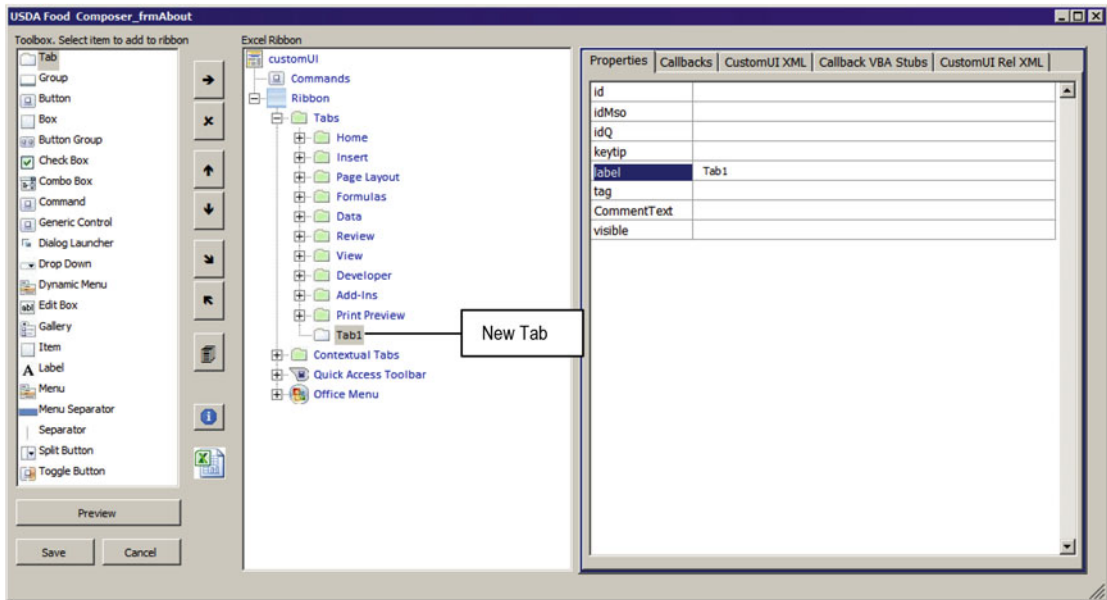 USDA Food Composer_frmAbout
Toolbox. Select item to add to ribbon
Tab
Group
Button
Box
Button Group
Check Box
Combo Box
Command
Generic Control
Dialog Launcher
Drop Down
Dynamic Menu
Edit Box
Gallery
Item
Label
Menu
Menu Separator
Separator
Split Button
Toggle Button
Preview
Save Cancel
Excel Ribbon
customUI
Commands
Ribbon
Tabs
Home
Insert
Page Layout
Formulas
Data
Review
View
Developer
Add-Ins
Print Preview
Tab1
Contextual Tabs
Quick Access Toolbar
Office Menu
New Tab
Properties Callbacks CustomUI XML Callback VBA Stubs CustomUI Rel XML
id
idMso
idQ
keytip
label Tab1
tag
CommentText
visible